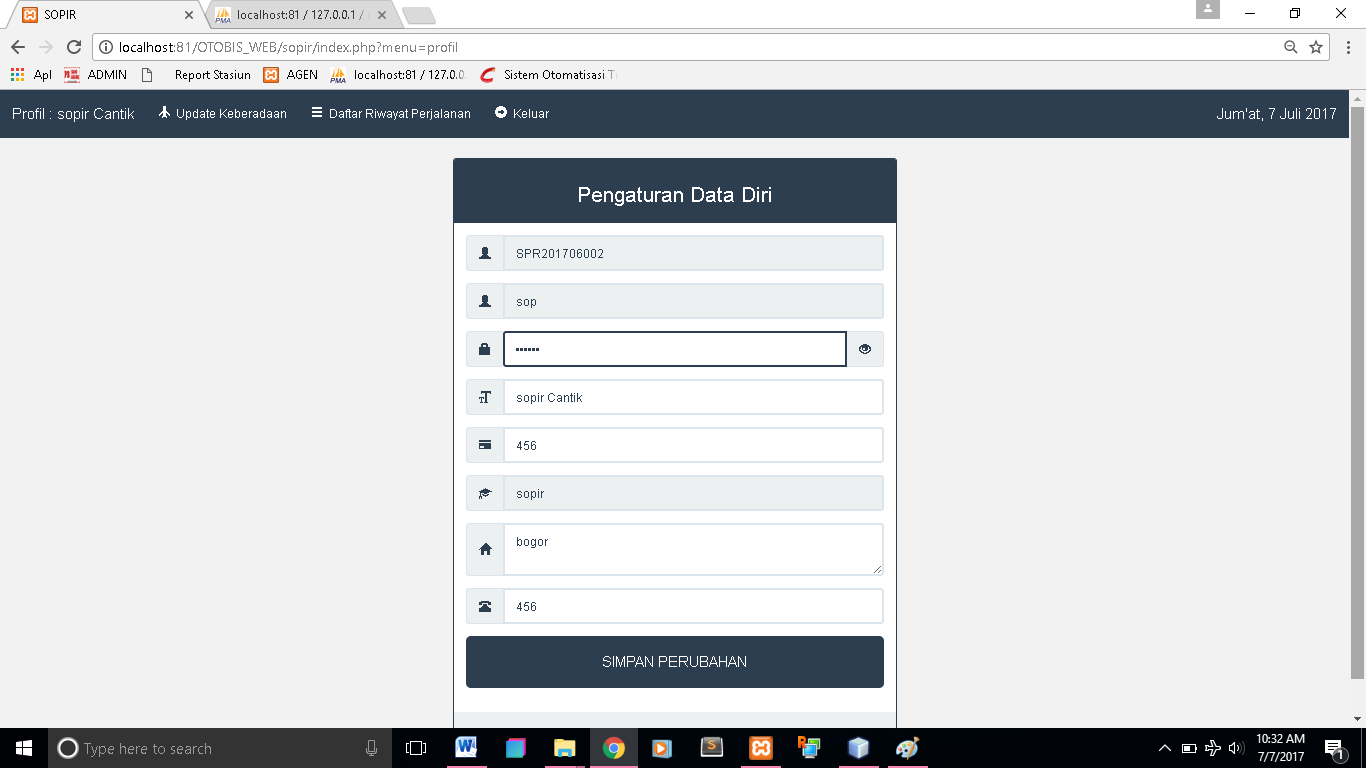 SOPIR
localhost:81 / 127.0.0.1 /
localhost:81/OTOBIS_WEB/sopir/index.php?menu=profil
Apl ADMIN Report Stasiun AGEN localhost:81 / 127.0.0. Sistem Otomatisasi
Profil : sopir Cantik Update Keberadaan Daftar Riwayat Perjalanan Keluar Jum'at, 7 Juli 2017
Pengaturan Data Diri
SPR201706002
sop
••••••
sopir Cantik
456
sopir
bogor
456
SIMPAN PERUBAHAN
Type here to search
10:32 AM
7/7/2017
1